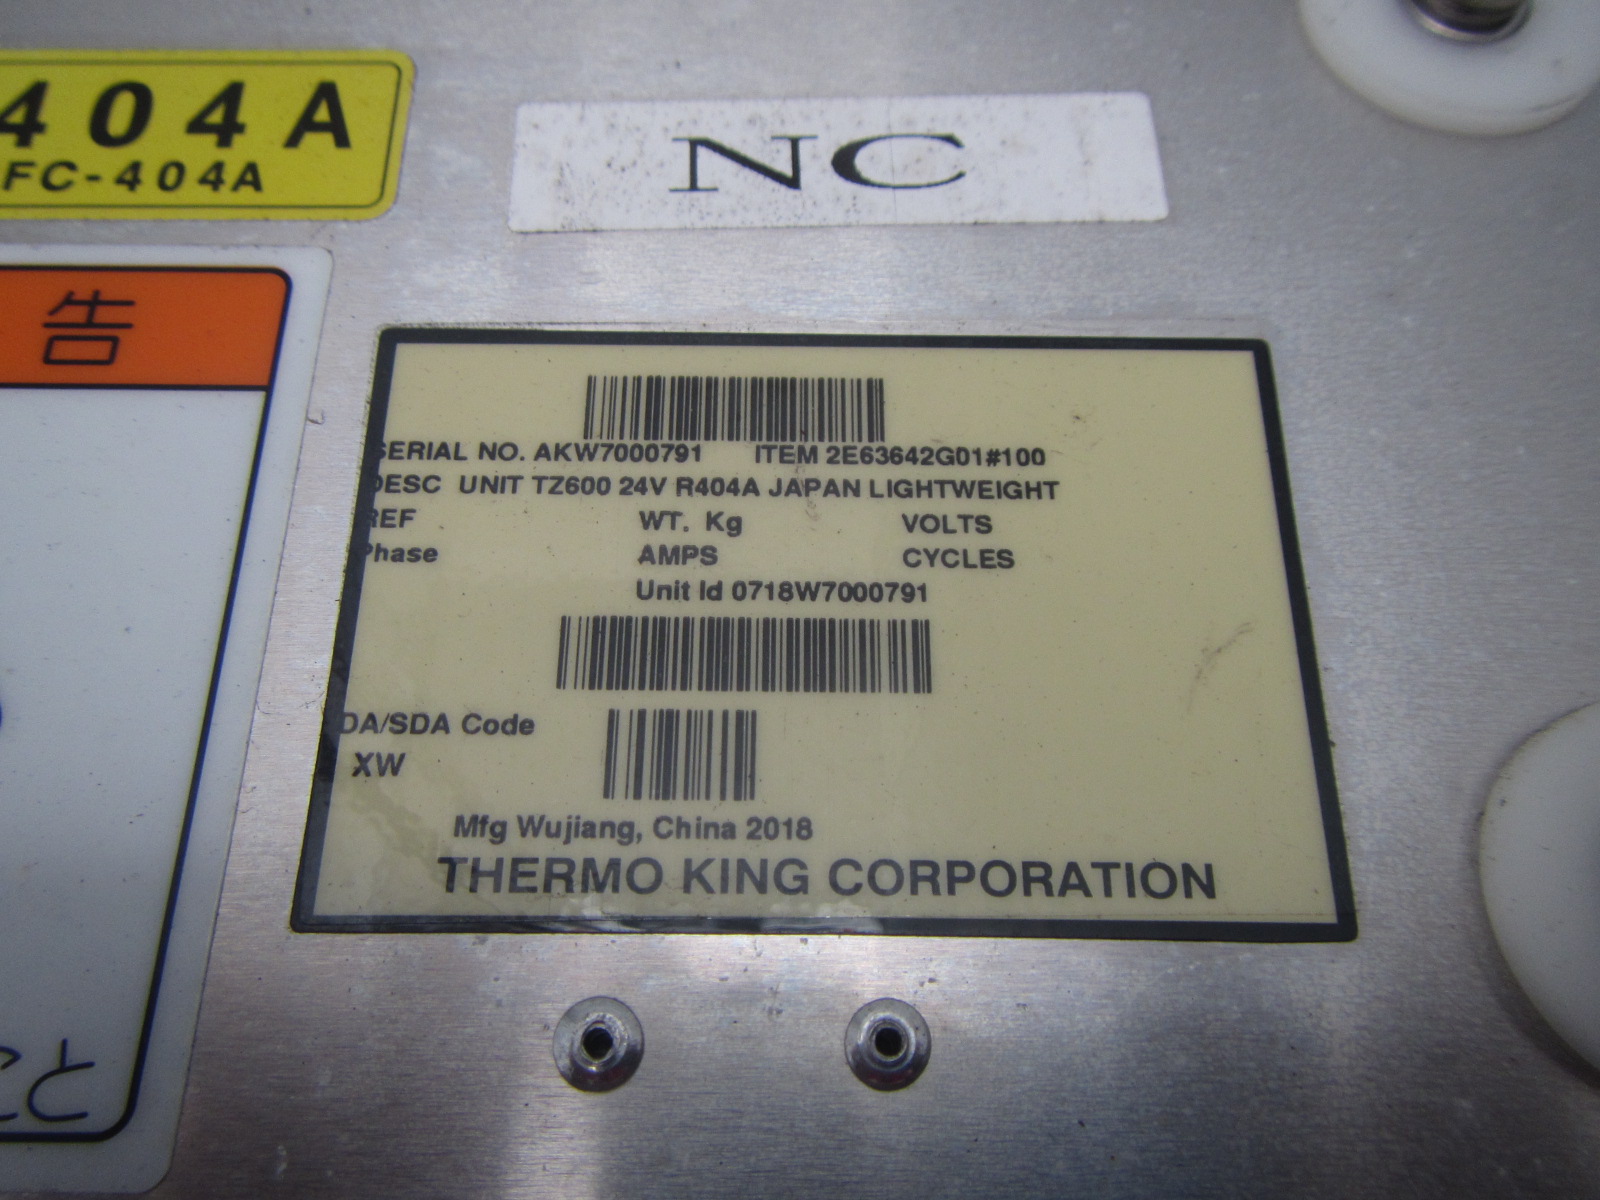 404A
FC-404A
NC
告
SERIAL NO. AKW7000791 ITEM 2E63642G01#100
DESC UNIT TZ600 24V R404A JAPAN LIGHTWEIGHT
REF WT. Kg VOLTS
Phase AMPS CYCLES
Unit Id 0718W7000791
DA/SDA Code
XW
Mfg Wujiang, China 2018
THERMO KING CORPORATION
こと